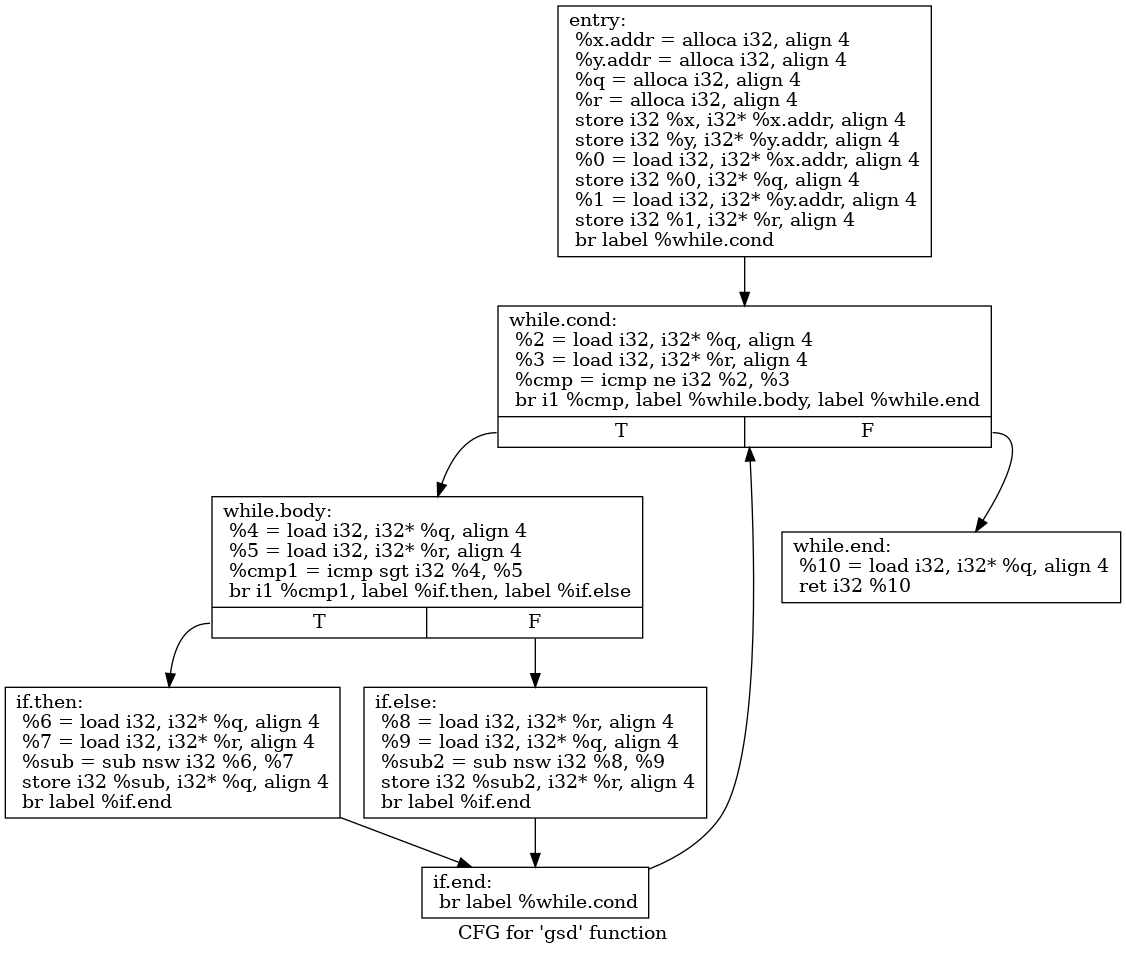 entry:
%x.addr = alloca i32, align 4
%y.addr = alloca i32, align 4
%q = alloca i32, align 4
%r = alloca i32, align 4
store i32 %x, i32* %x.addr, align 4
store i32 %y, i32* %y.addr, align 4
%0 = load i32, i32* %x.addr, align 4
store i32 %0, i32* %q, align 4
%1 = load i32, i32* %y.addr, align 4
store i32 %1, i32* %r, align 4
br label %while.cond
while.cond:
%2 = load i32, i32* %q, align 4
%3 = load i32, i32* %r, align 4
%cmp = icmp ne i32 %2, %3
br i1 %cmp, label %while.body, label %while.end
T
F
while.body:
%4 = load i32, i32* %q, align 4
%5 = load i32, i32* %r, align 4
%cmp1 = icmp sgt i32 %4, %5
br i1 %cmp1, label %if.then, label %if.else
T
F
while.end:
%10 = load i32, i32* %q, align 4
ret i32 %10
if.then:
%6 = load i32, i32* %q, align 4
%7 = load i32, i32* %r, align 4
%sub = sub nsw i32 %6, %7
store i32 %sub, i32* %q, align 4
br label %if.end
if.else:
%8 = load i32, i32* %r, align 4
%9 = load i32, i32* %q, align 4
%sub2 = sub nsw i32 %8, %9
store i32 %sub2, i32* %r, align 4
br label %if.end
if.end:
br label %while.cond
CFG for 'gsd' function